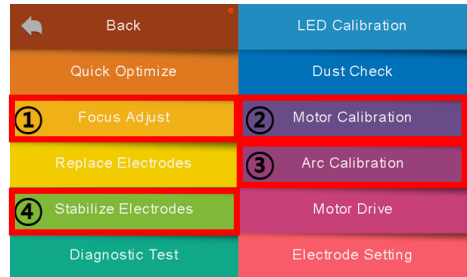 Back
LED Calibration
Quick Optimize
Dust Check
① Focus Adjust
② Motor Calibration
Replace Electrodes
③ Arc Calibration
④ Stabilize Electrodes
Motor Drive
Diagnostic Test
Electrode Setting